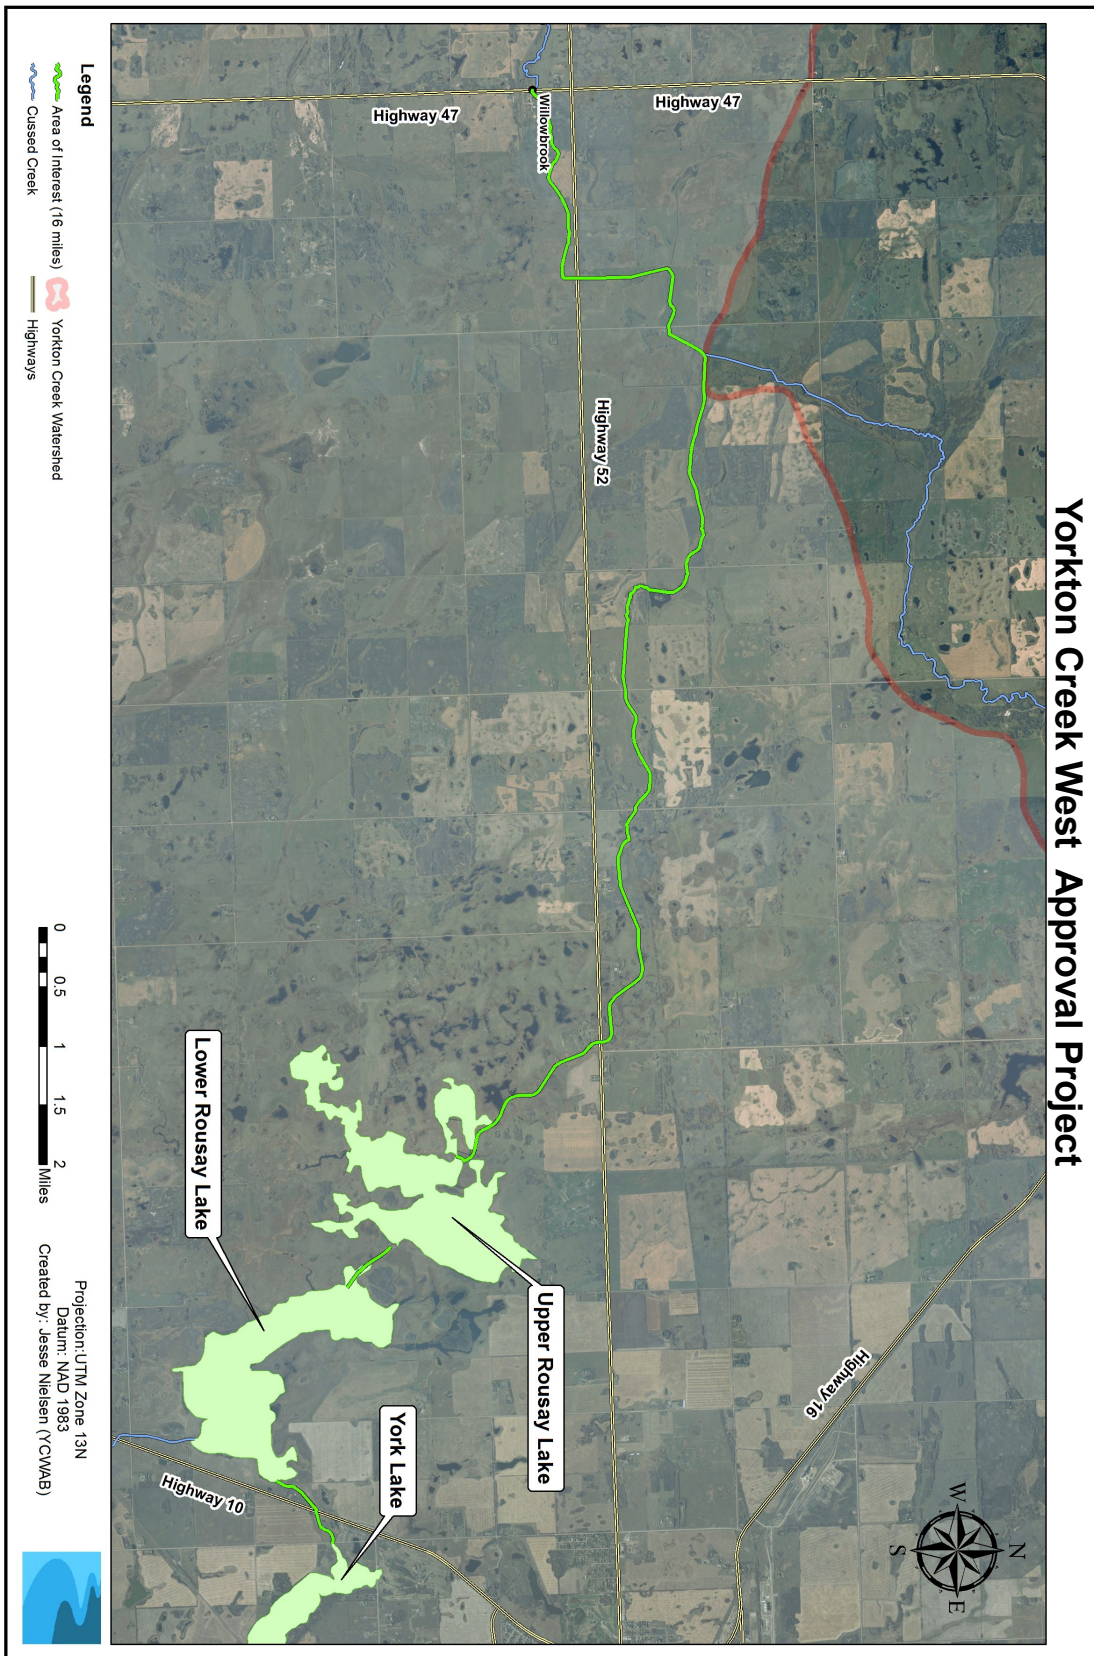 Yorkton Creek West  Approval Project
Highway 47
Highway 47
Willowbrook
Highway 52
Highway 16
Highway 10
Upper Rousay Lake
Lower Rousay Lake
York Lake
N
W
E
S
Legend
Area of Interest (16 miles)
Cussed Creek
Yorkton Creek Watershed
Highways
0 0.5 1 1.5 2
Miles
Projection:UTM Zone 13N
Datum: NAD 1983
Created by: Jesse Nielsen (YCWAB)